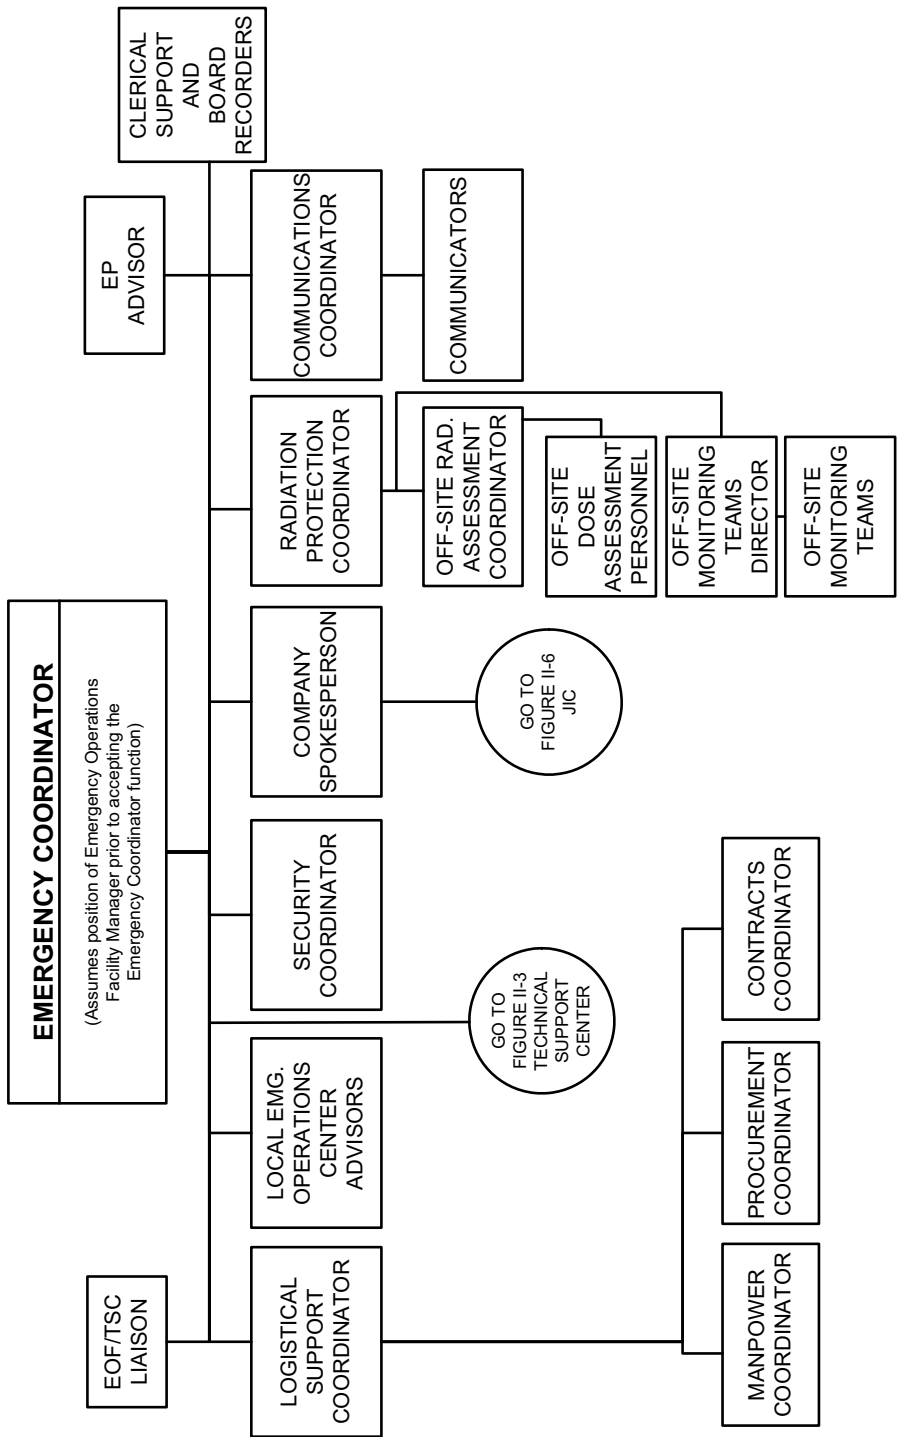 EMERGENCY COORDINATOR
(Assumes position of Emergency Operations
Facility Manager prior to accepting the
Emergency Coordinator function)
EOF/TSC
LIAISON
EP
ADVISOR
CLERICAL
SUPPORT
AND
BOARD
RECORDERS
LOGISTICAL
SUPPORT
COORDINATOR
LOCAL EMG.
OPERATIONS
CENTER
ADVISORS
SECURITY
COORDINATOR
COMPANY
SPOKESPERSON
RADIATION
PROTECTION
COORDINATOR
COMMUNICATIONS
COORDINATOR
GO TO
FIGURE II-3
TECHNICAL
SUPPORT
CENTER
GO TO
FIGURE II-6
JIC
OFF-SITE RAD.
ASSESSMENT
COORDINATOR
COMMUNICATORS
OFF-SITE
DOSE
ASSESSMENT
PERSONNEL
OFF-SITE
MONITORING
TEAMS
DIRECTOR
OFF-SITE
MONITORING
TEAMS
MANPOWER
COORDINATOR
PROCUREMENT
COORDINATOR
CONTRACTS
COORDINATOR